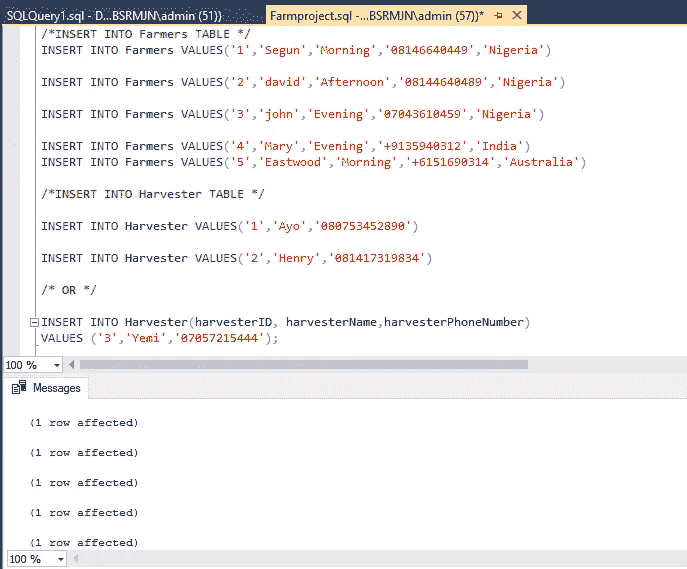 SQLQuery1.sql - D...BSRMJN\admin (51)) Farmproject.sql -...BSRMJN\admin (57))*
/*INSERT INTO Farmers TABLE */
INSERT INTO Farmers VALUES('1','Segun','Morning','08146640449','Nigeria')
INSERT INTO Farmers VALUES('2','david','Afternoon','08144640489','Nigeria')
INSERT INTO Farmers VALUES('3','john','Evening','07043610459','Nigeria')
INSERT INTO Farmers VALUES('4','Mary','Evening','+9135940312','India')
INSERT INTO Farmers VALUES('5','Eastwood','Morning','+6151690314','Australia')
/*INSERT INTO Harvester TABLE */
INSERT INTO Harvester VALUES('1','Ayo','080753452890')
INSERT INTO Harvester VALUES('2','Henry','081417319834')
/* OR */
INSERT INTO Harvester(harvesterID, harvesterName,harvesterPhoneNumber)
VALUES ('3','Yemi','07057215444');
100 %
Messages
(1 row affected)
(1 row affected)
(1 row affected)
(1 row affected)
(1 row affected)
100 %